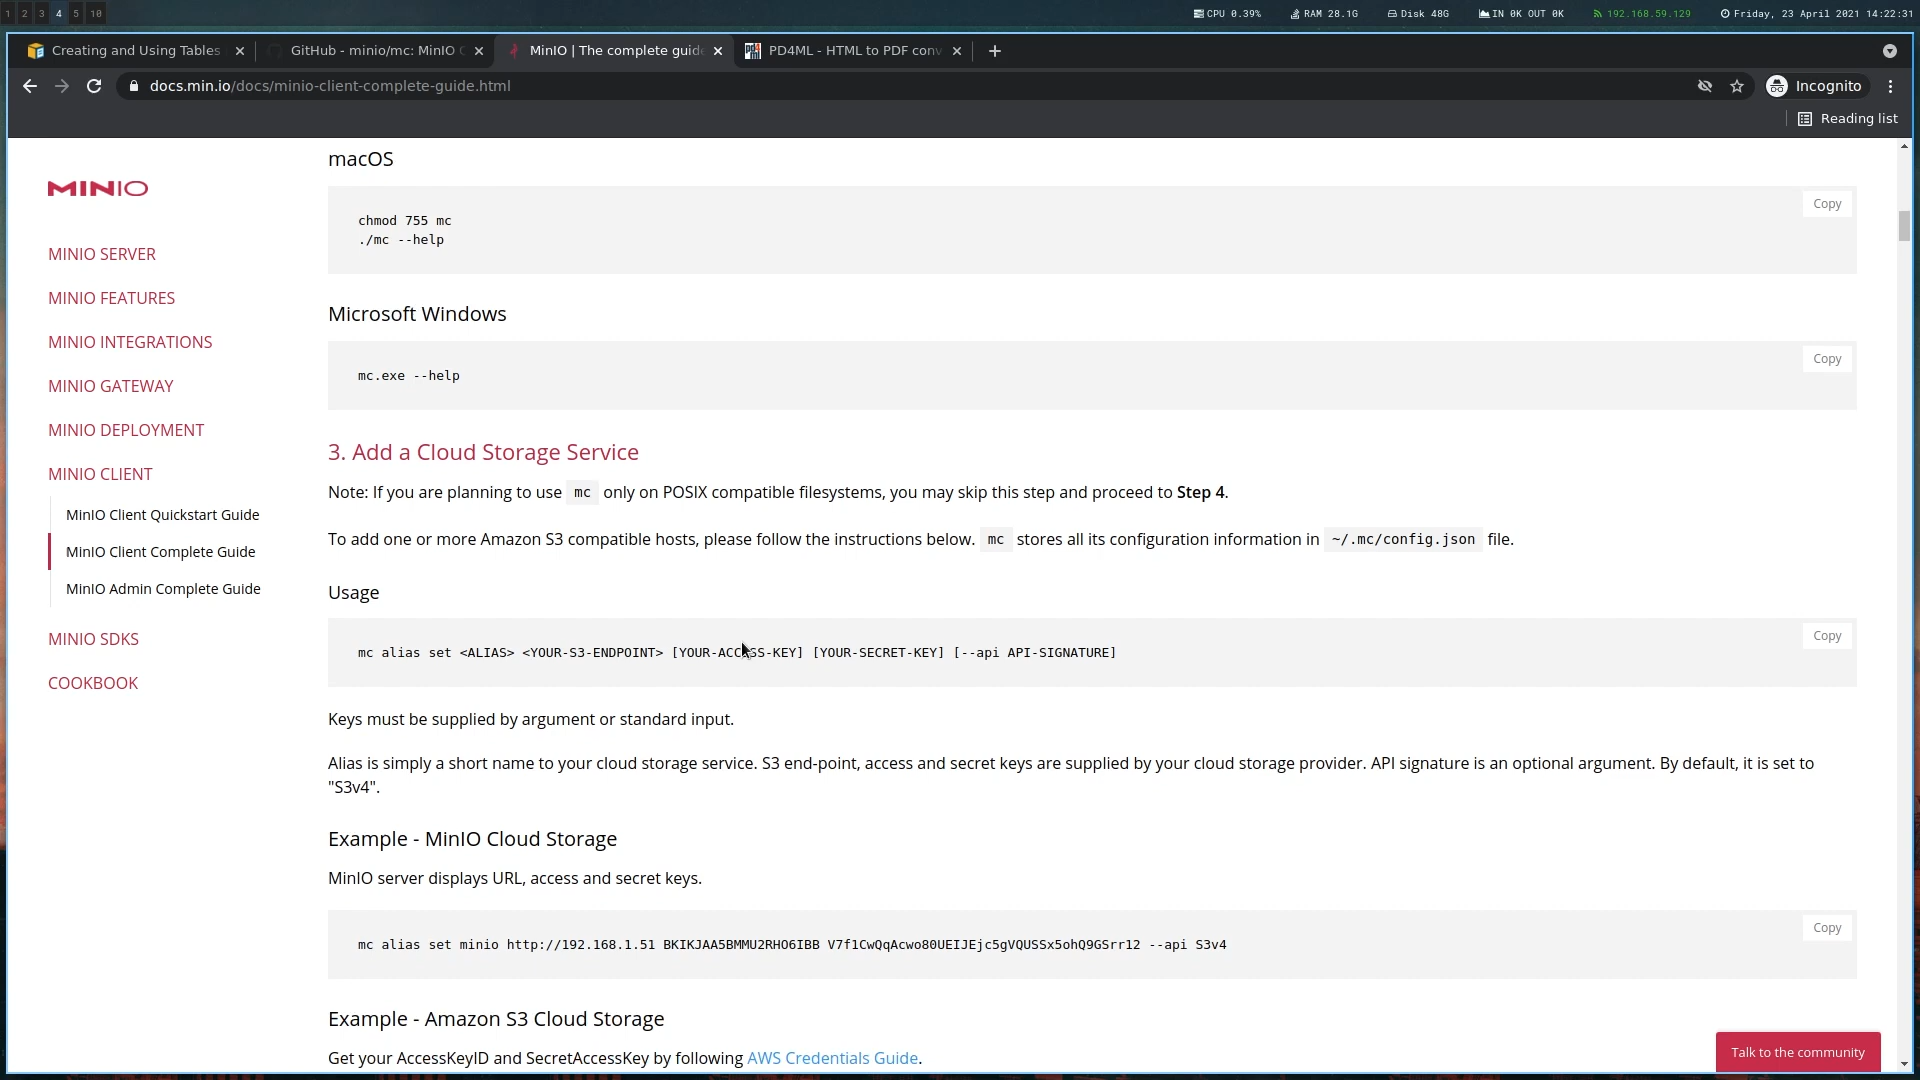 1 2 3 4 5 10
CPU 0.39% RAM 28.1G Disk 48G IN 0K OUT 0K 192.168.59.129 Friday, 23 April 2021 14:22:31
Creating and Using Tables
GitHub - minio/mc: MinIO C
MinIO | The complete guide
PD4ML - HTML to PDF conv
docs.min.io/docs/minio-client-complete-guide.html
Incognito
Reading list
MINIO
MINIO SERVER
MINIO FEATURES
MINIO INTEGRATIONS
MINIO GATEWAY
MINIO DEPLOYMENT
MINIO CLIENT
MinIO Client Quickstart Guide
MinIO Client Complete Guide
MinIO Admin Complete Guide
MINIO SDKS
COOKBOOK
macOS
Copy
chmod 755 mc
./mc --help
Microsoft Windows
Copy
mc.exe --help
3. Add a Cloud Storage Service
Note: If you are planning to use mc only on POSIX compatible filesystems, you may skip this step and proceed to Step 4.
To add one or more Amazon S3 compatible hosts, please follow the instructions below. mc stores all its configuration information in ~/.mc/config.json file.
Usage
Copy
mc alias set <ALIAS> <YOUR-S3-ENDPOINT> [YOUR-ACCESS-KEY] [YOUR-SECRET-KEY] [--api API-SIGNATURE]
Keys must be supplied by argument or standard input.
Alias is simply a short name to your cloud storage service. S3 end-point, access and secret keys are supplied by your cloud storage provider. API signature is an optional argument. By default, it is set to
"S3v4".
Example - MinIO Cloud Storage
MinIO server displays URL, access and secret keys.
Copy
mc alias set minio http://192.168.1.51 BKIKJAA5BMMU2RHO6IBB V7f1CwQqAcwo80UEIJEjc5gVQUSSx5ohQ9GSrr12 --api S3v4
Example - Amazon S3 Cloud Storage
Get your AccessKeyID and SecretAccessKey by following AWS Credentials Guide.
Talk to the community